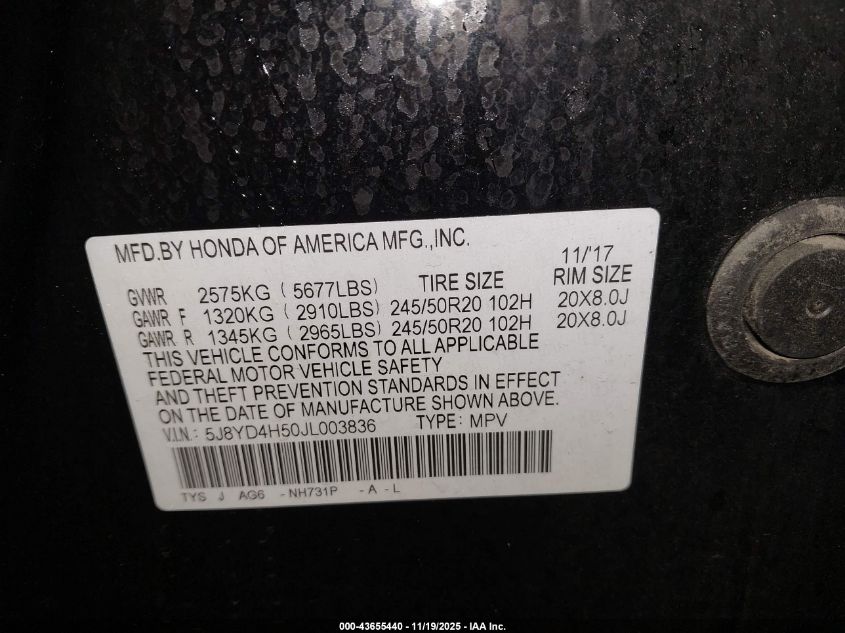 MFD.BY HONDA OF AMERICA MFG.,INC. 11/'17
GVWR 2575KG ( 5677LBS) TIRE SIZE RIM SIZE
GAWR F 1320KG ( 2910LBS) 245/50R20 102H 20X8.0J
GAWR R 1345KG ( 2965LBS) 245/50R20 102H 20X8.0J
THIS VEHICLE CONFORMS TO ALL APPLICABLE
FEDERAL MOTOR VEHICLE SAFETY
AND THEFT PREVENTION STANDARDS IN EFFECT
ON THE DATE OF MANUFACTURE SHOWN ABOVE.
V.I.N.: 5J8YD4H50JL003836 TYPE: MPV
TYS J AG6 -NH731P -A -L
000-43655440 - 11/19/2025 - IAA Inc.